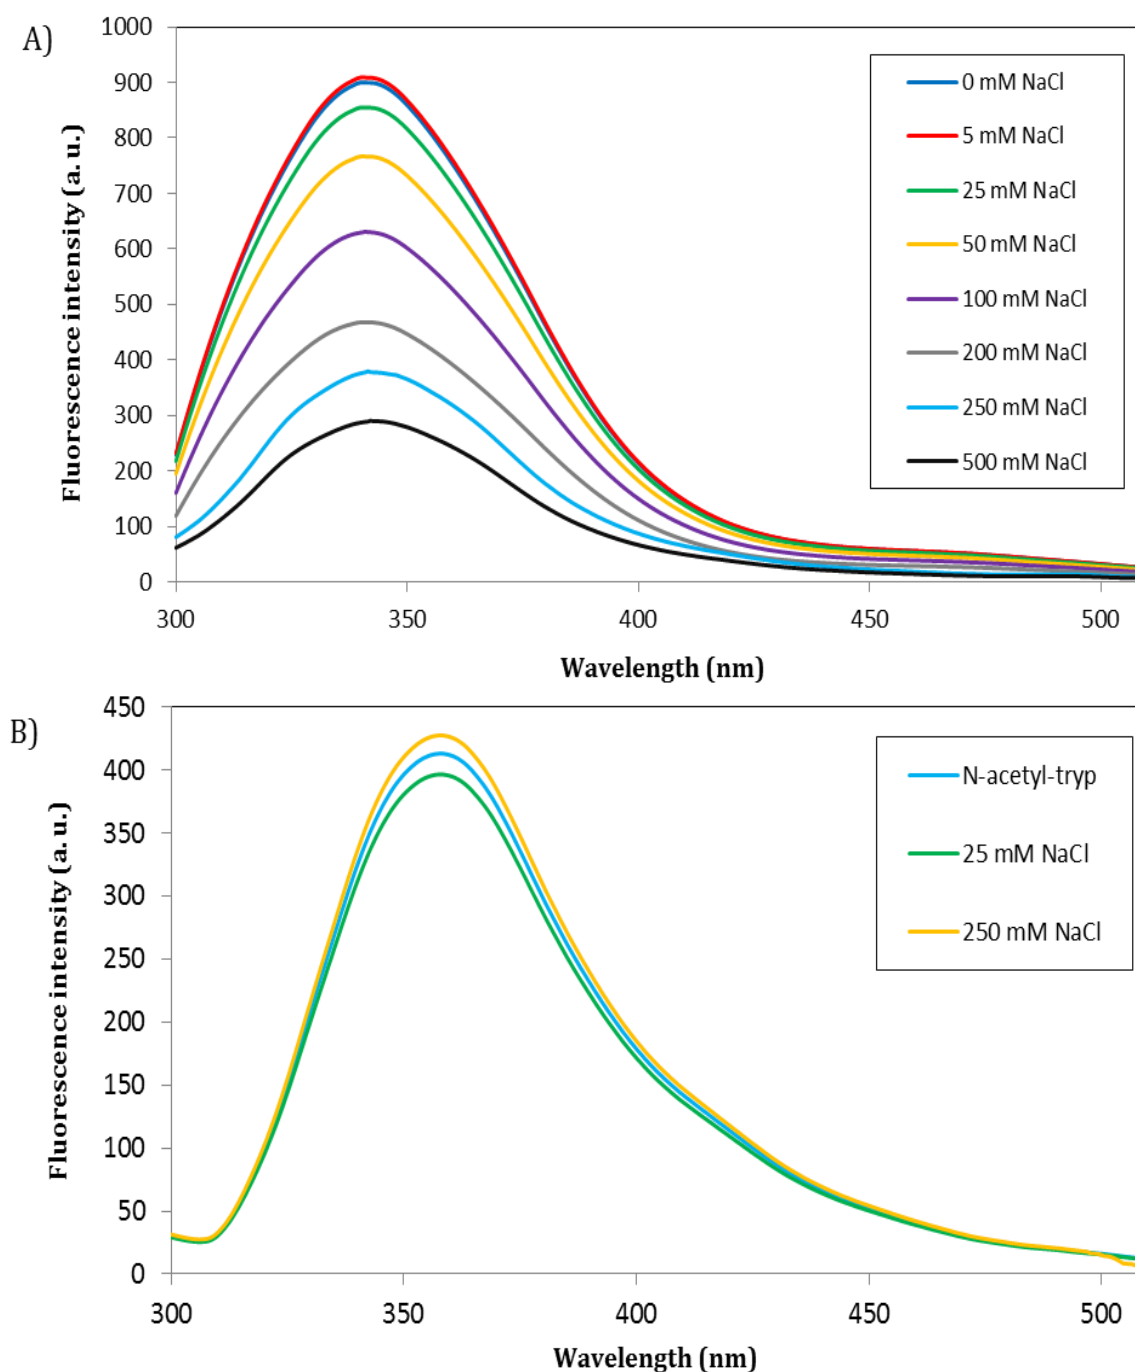 A)
Fluorescence intensity (a. u.)
1000
900
800
700
600
500
400
300
200
100
0
300
350
400
450
500
Wavelength (nm)
0 mM NaCl
5 mM NaCl
25 mM NaCl
50 mM NaCl
100 mM NaCl
200 mM NaCl
250 mM NaCl
500 mM NaCl
B)
Fluorescence intensity (a. u.)
450
400
350
300
250
200
150
100
50
0
300
350
400
450
500
Wavelength (nm)
N-acetyl-tryp
25 mM NaCl
250 mM NaCl